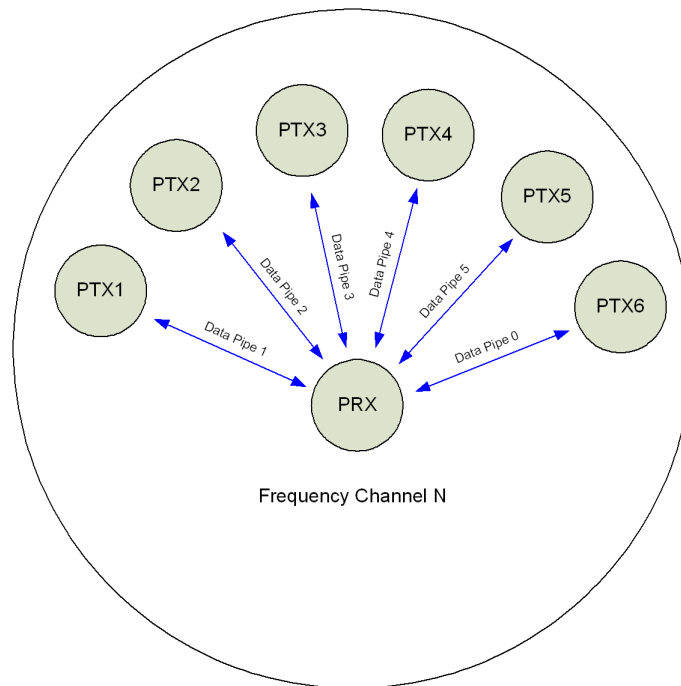 PTX3
PTX4
PTX2
PTX5
PTX1
PTX6
Data Pipe 1
Data Pipe 2
Data Pipe 3
Data Pipe 4
Data Pipe 5
Data Pipe 0
PRX
Frequency Channel N